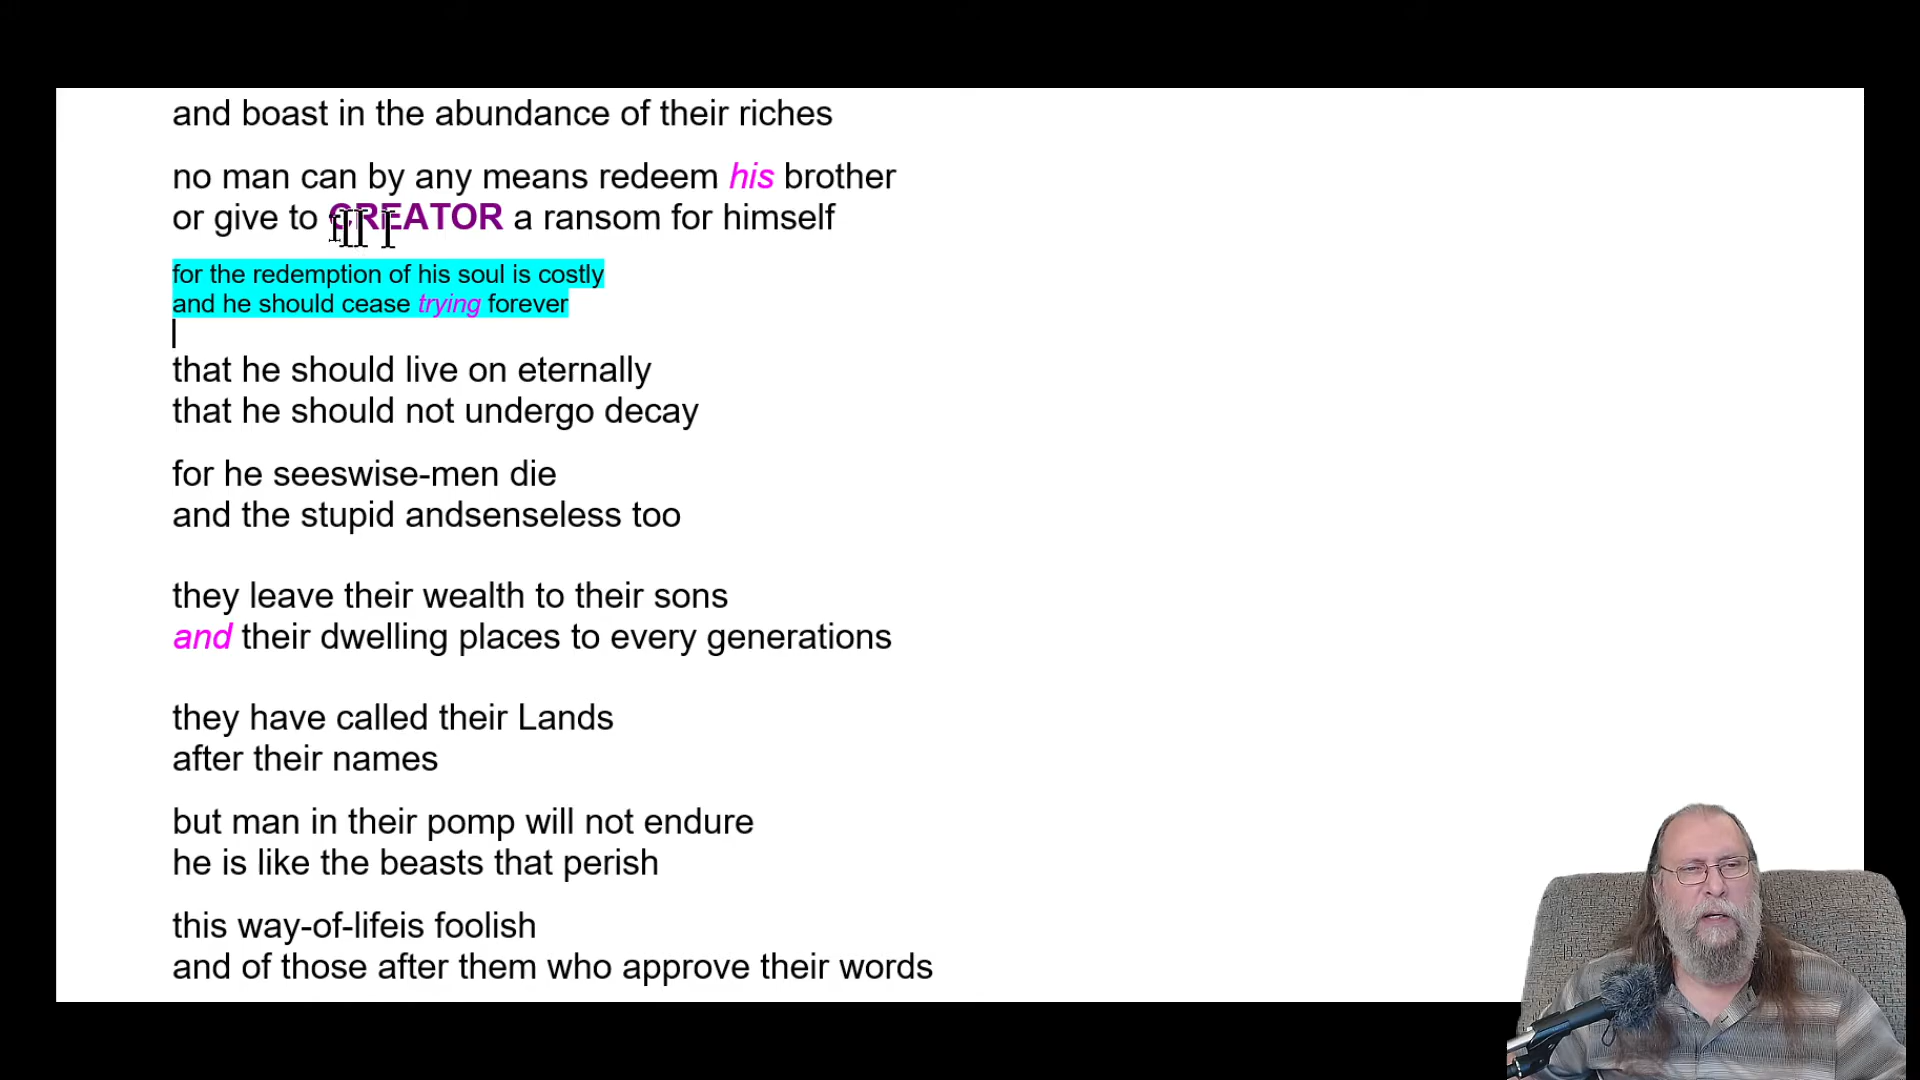 and boast in the abundance of their riches
no man can by any means redeem his brother
or give to CREATOR a ransom for himself
for the redemption of his soul is costly
and he should cease trying forever
that he should live on eternally
that he should not undergo decay
for he seeswise-men die
and the stupid andsenseless too
they leave their wealth to their sons
and their dwelling places to every generations
they have called their Lands
after their names
but man in their pomp will not endure
he is like the beasts that perish
this way-of-lifeis foolish
and of those after them who approve their words